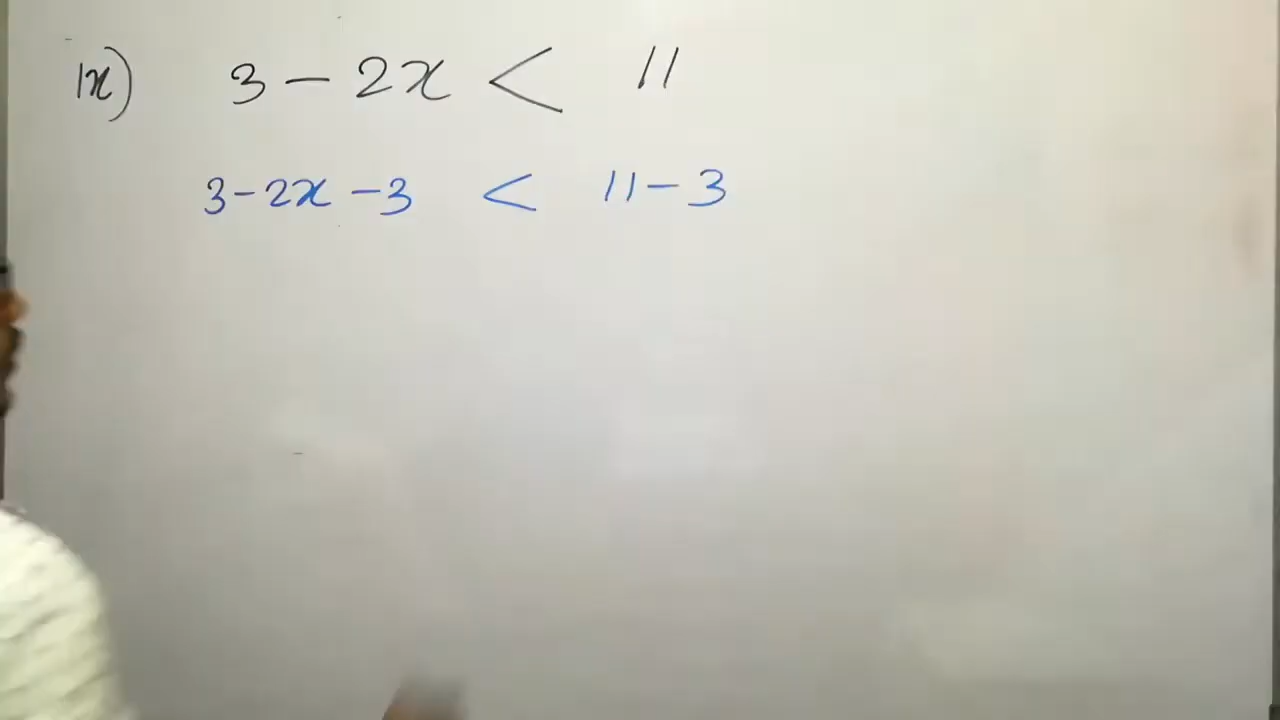 ix) 3 - 2x < 11
3 - 2x - 3 < 11 - 3